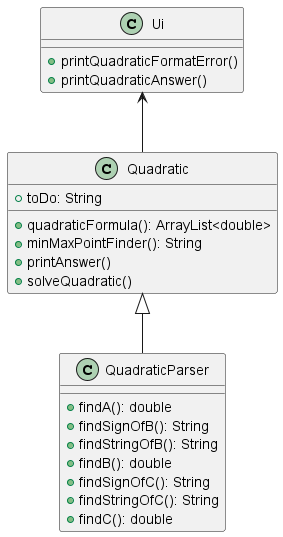 C Ui
printQuadraticFormatError()
printQuadraticAnswer()
C Quadratic
toDo: String
quadraticFormula(): ArrayList<double>
minMaxPointFinder(): String
printAnswer()
solveQuadratic()
C QuadraticParser
findA(): double
findSignOfB(): String
findStringOfB(): String
findB(): double
findSignOfC(): String
findStringOfC(): String
findC(): double